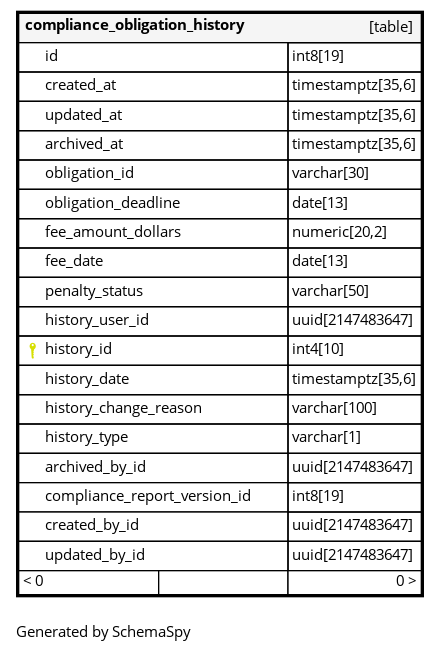 compliance_obligation_history [table]
id int8[19]
created_at timestamptz[35,6]
updated_at timestamptz[35,6]
archived_at timestamptz[35,6]
obligation_id varchar[30]
obligation_deadline date[13]
fee_amount_dollars numeric[20,2]
fee_date date[13]
penalty_status varchar[50]
history_user_id uuid[2147483647]
history_id int4[10]
history_date timestamptz[35,6]
history_change_reason varchar[100]
history_type varchar[1]
archived_by_id uuid[2147483647]
compliance_report_version_id int8[19]
created_by_id uuid[2147483647]
updated_by_id uuid[2147483647]
< 0 0 >
Generated by SchemaSpy